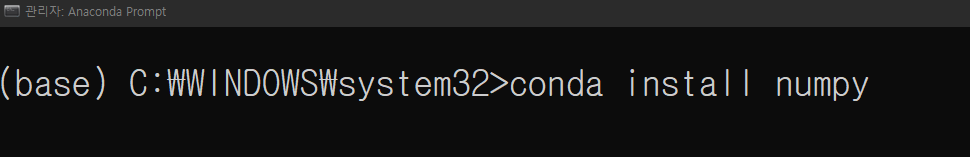 관리자: Anaconda Prompt
(base) C:₩WINDOWS₩system32>conda install numpy